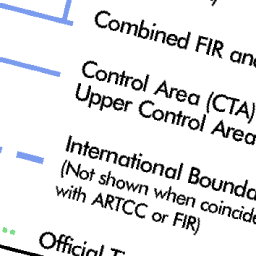 Combined FIR and
Control Area (CTA)
Upper Control Area
International Bounda
(Not shown when coincide
with ARTCC or FIR)
Official Ti